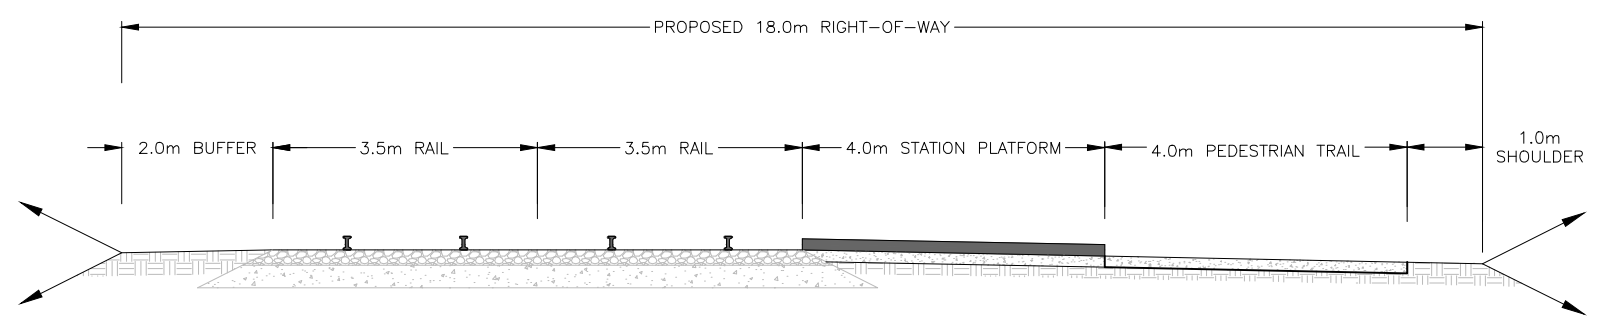 PROPOSED 18.0m RIGHT-OF-WAY
2.0m BUFFER
3.5m RAIL
3.5m RAIL
4.0m STATION PLATFORM
4.0m PEDESTRIAN TRAIL
1.0m
SHOULDER